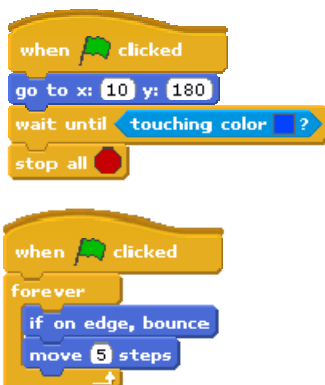 when clicked
go to x: 10 y: 180
wait until touching color ?
stop all
when clicked
forever
if on edge, bounce
move 5 steps